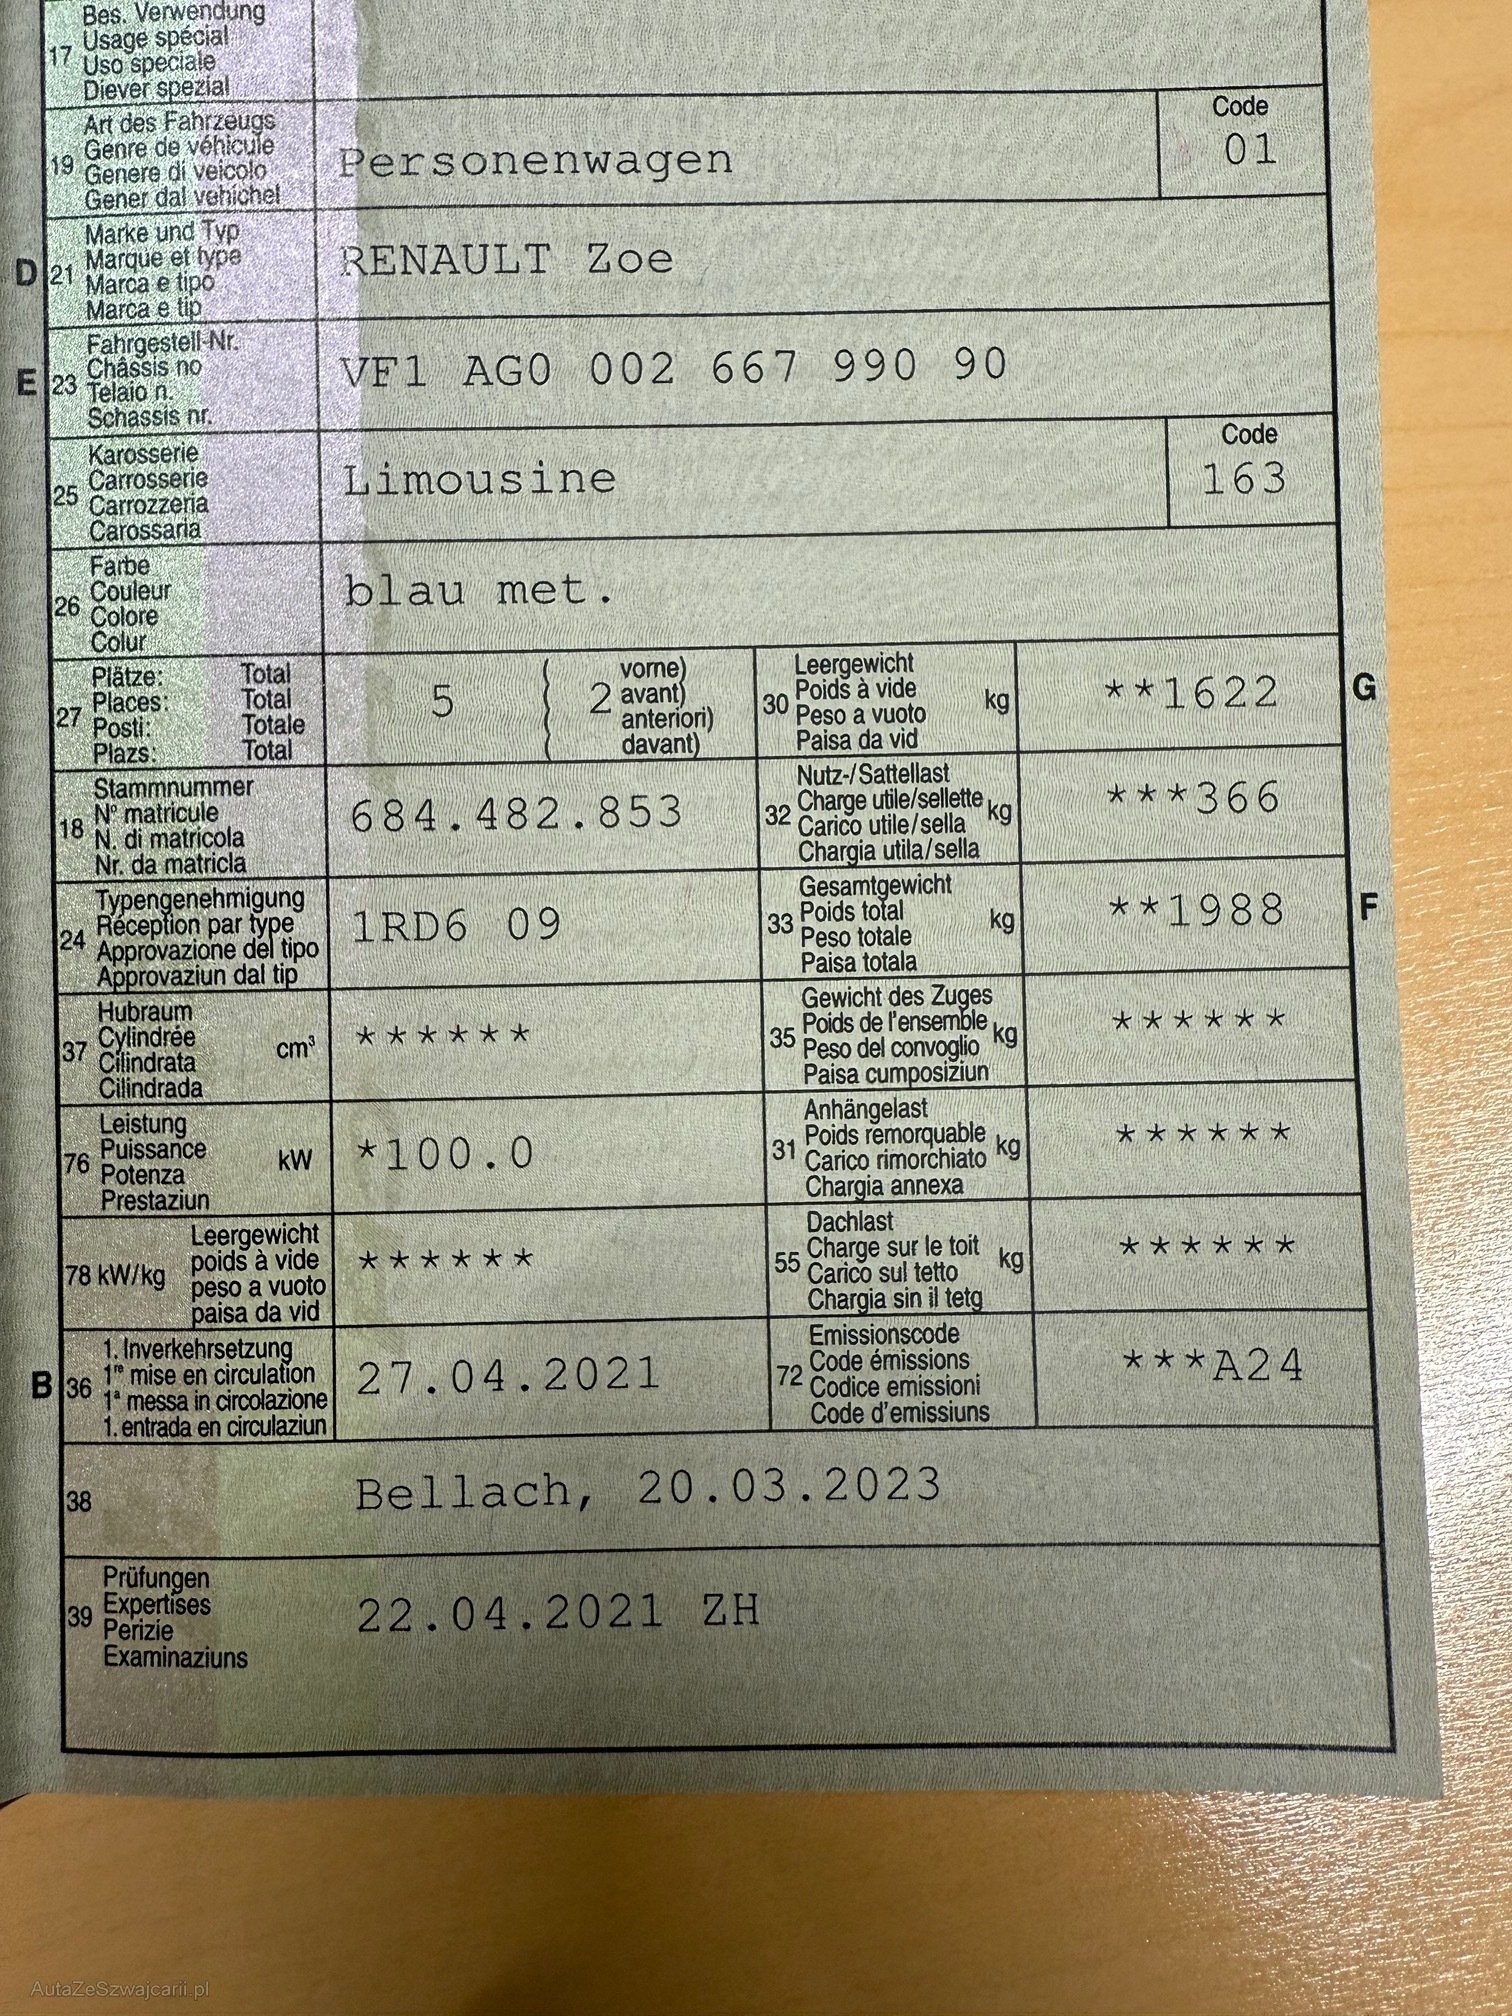 Bes. Verwendung
17 Usage spécial
Uso speciale
Diever spezial
Art des Fahrzeugs
19 Genre de véhicule
Genere di veicolo
Gener dal vehichel
Personenwagen
Code
01
D 21 Marke und Typ
Marque et type
Marca e tipo
Marca e tip
RENAULT Zoe
E 23 Fahrgestell-Nr.
Châssis no
Telaio n.
Schassis nr.
VF1 AG0 002 667 990 90
25 Karosserie
Carrosserie
Carrozzeria
Carossaria
Limousine
Code
163
26 Farbe
Couleur
Colore
Colur
blau met.
27 Plätze: Total
Places: Total
Posti: Totale
Plazs: Total
5 { 2 vorne)
avant)
anteriori)
davant)
30 Leergewicht
Poids à vide kg
Peso a vuoto
Paisa da vid
**1622 G
18 Stammnummer
N° matricule
N. di matricola
Nr. da matricla
684.482.853
32 Nutz-/Sattellast
Charge utile/sellette kg
Carico utile/sella
Chargia utila/sella
***366
24 Typengenehmigung
Réception par type
Approvazione del tipo
Approvaziun dal tip
1RD6 09
33 Gesamtgewicht
Poids total kg
Peso totale
Paisa totala
**1988 F
37 Hubraum
Cylindrée cm³
Cilindrata
Cilindrada
******
35 Gewicht des Zuges
Poids de l'ensemble kg
Peso del convoglio
Paisa cumposiziun
******
76 Leistung
Puissance kW
Potenza
Prestaziun
*100.0
31 Anhängelast
Poids remorquable kg
Carico rimorchiato
Chargia annexa
******
78 kW/kg Leergewicht
poids à vide
peso a vuoto
paisa da vid
******
55 Dachlast
Charge sur le toit kg
Carico sul tetto
Chargia sin il tetg
******
B 36 1. Inverkehrsetzung
1re mise en circulation
1a messa in circolazione
1. entrada en circulaziun
27.04.2021
72 Emissionscode
Code émissions
Codice emissioni
Code d'emissiuns
***A24
38 Bellach, 20.03.2023
39 Prüfungen
Expertises
Perizie
Examinaziuns
22.04.2021 ZH
AutaZeSzwajcarii.pl